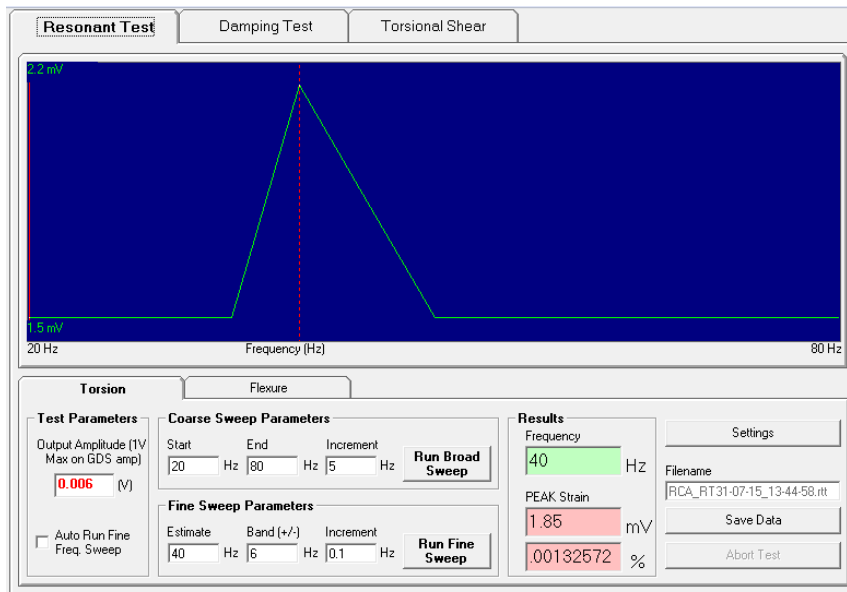 Resonant Test
Damping Test
Torsional Shear
2.2 mV
1.5 mV
20 Hz
Frequency (Hz)
80 Hz
Torsion
Flexure
Test Parameters
Output Amplitude (1V
Max on GDS amp)
0.006 (V)
Auto Run Fine
Freq. Sweep
Coarse Sweep Parameters
Start End Increment
20 Hz 80 Hz 5 Hz
Run Broad
Sweep
Fine Sweep Parameters
Estimate Band (+/-) Increment
40 Hz 6 Hz 0.1 Hz
Run Fine
Sweep
Results
Frequency
40 Hz
PEAK Strain
1.85 mV
.00132572 %
Settings
Filename
RCA_RT31-07-15_13-44-58.rtt
Save Data
Abort Test